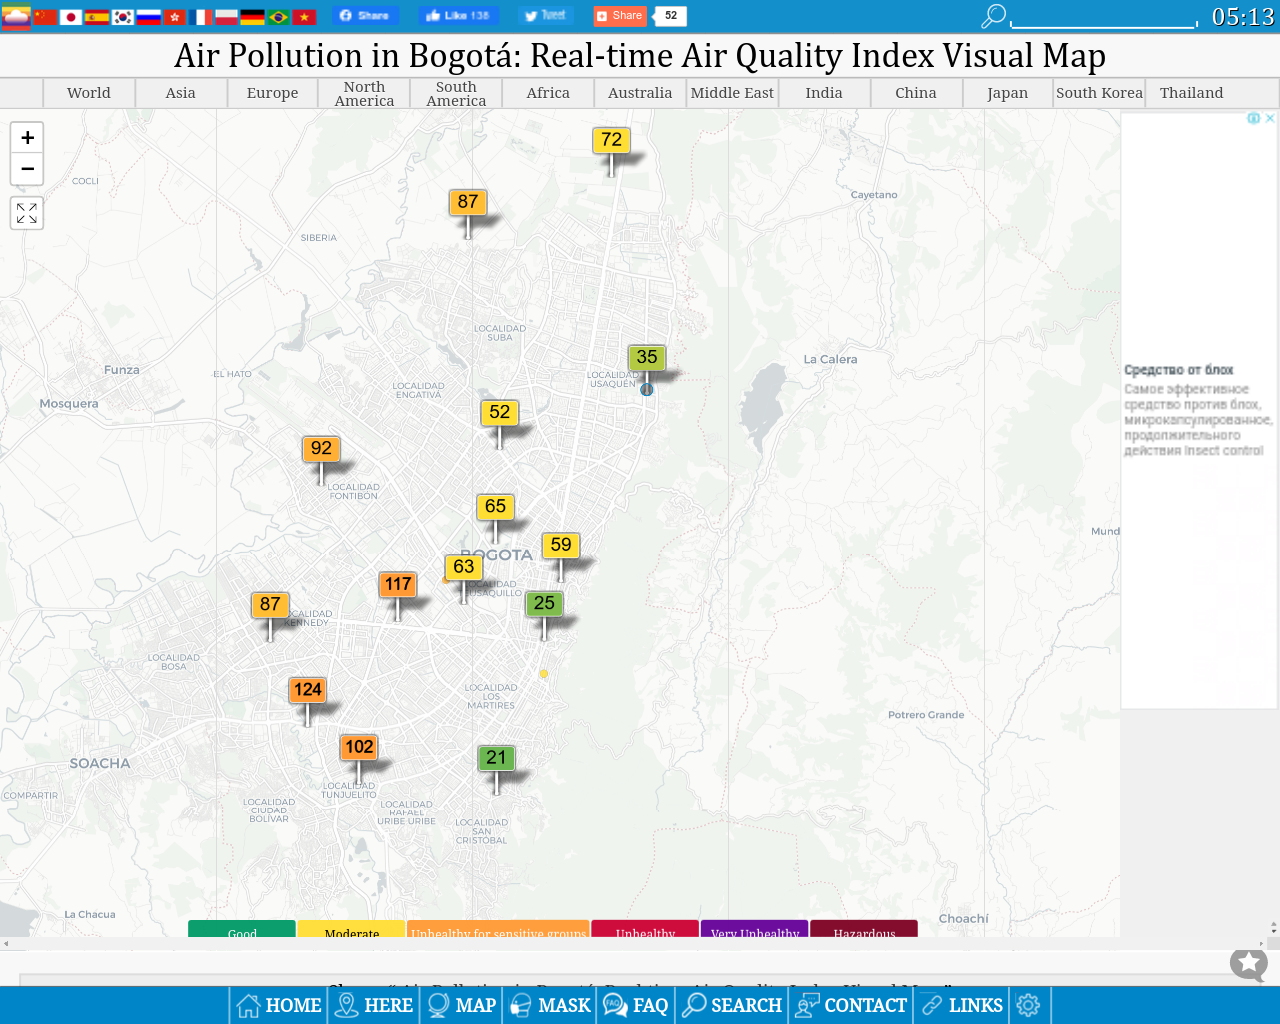 Share
Like 136
Tweet
Share
52
05:13
Air Pollution in Bogotá: Real-time Air Quality Index Visual Map
World
Asia
Europe
North
America
South
America
Africa
Australia
Middle East
India
China
Japan
South Korea
Thailand
+
−
72
COCLI
Cayetano
87
SIBERIA
LOCALIDAD
SUBA
35
La Calera
Funza
EL HATO
LOCALIDAD
USAQUÉN
LOCALIDAD
ENGATIVA
Mosquera
52
92
LOCALIDAD
FONTIBÓN
65
Mund
59
BOGOTA
63
117
87
25
LOCALIDAD
KENNEDY
LOCALIDAD
BOSA
124
LOCALIDAD
LOS
MÁRTIRES
Potrero Grande
102
21
SOACHA
LOCALIDAD
TUNJUELITO
COMPARTIR
LOCALIDAD
CIUDAD
BOLÍVAR
LOCALIDAD
RAFAEL
URIBE URIBE
LOCALIDAD
SAN
CRISTOBAL
La Chacua
Choachí
Good
Moderate
Unhealthy for sensitive groups
Unhealthy
Very Unhealthy
Hazardous
Средство от блох
Самое эффективное
средство против блох,
микрокапсулированное,
продолжительного
действия Insect control
HOME
HERE
MAP
MASK
FAQ
FAQ
SEARCH
CONTACT
LINKS